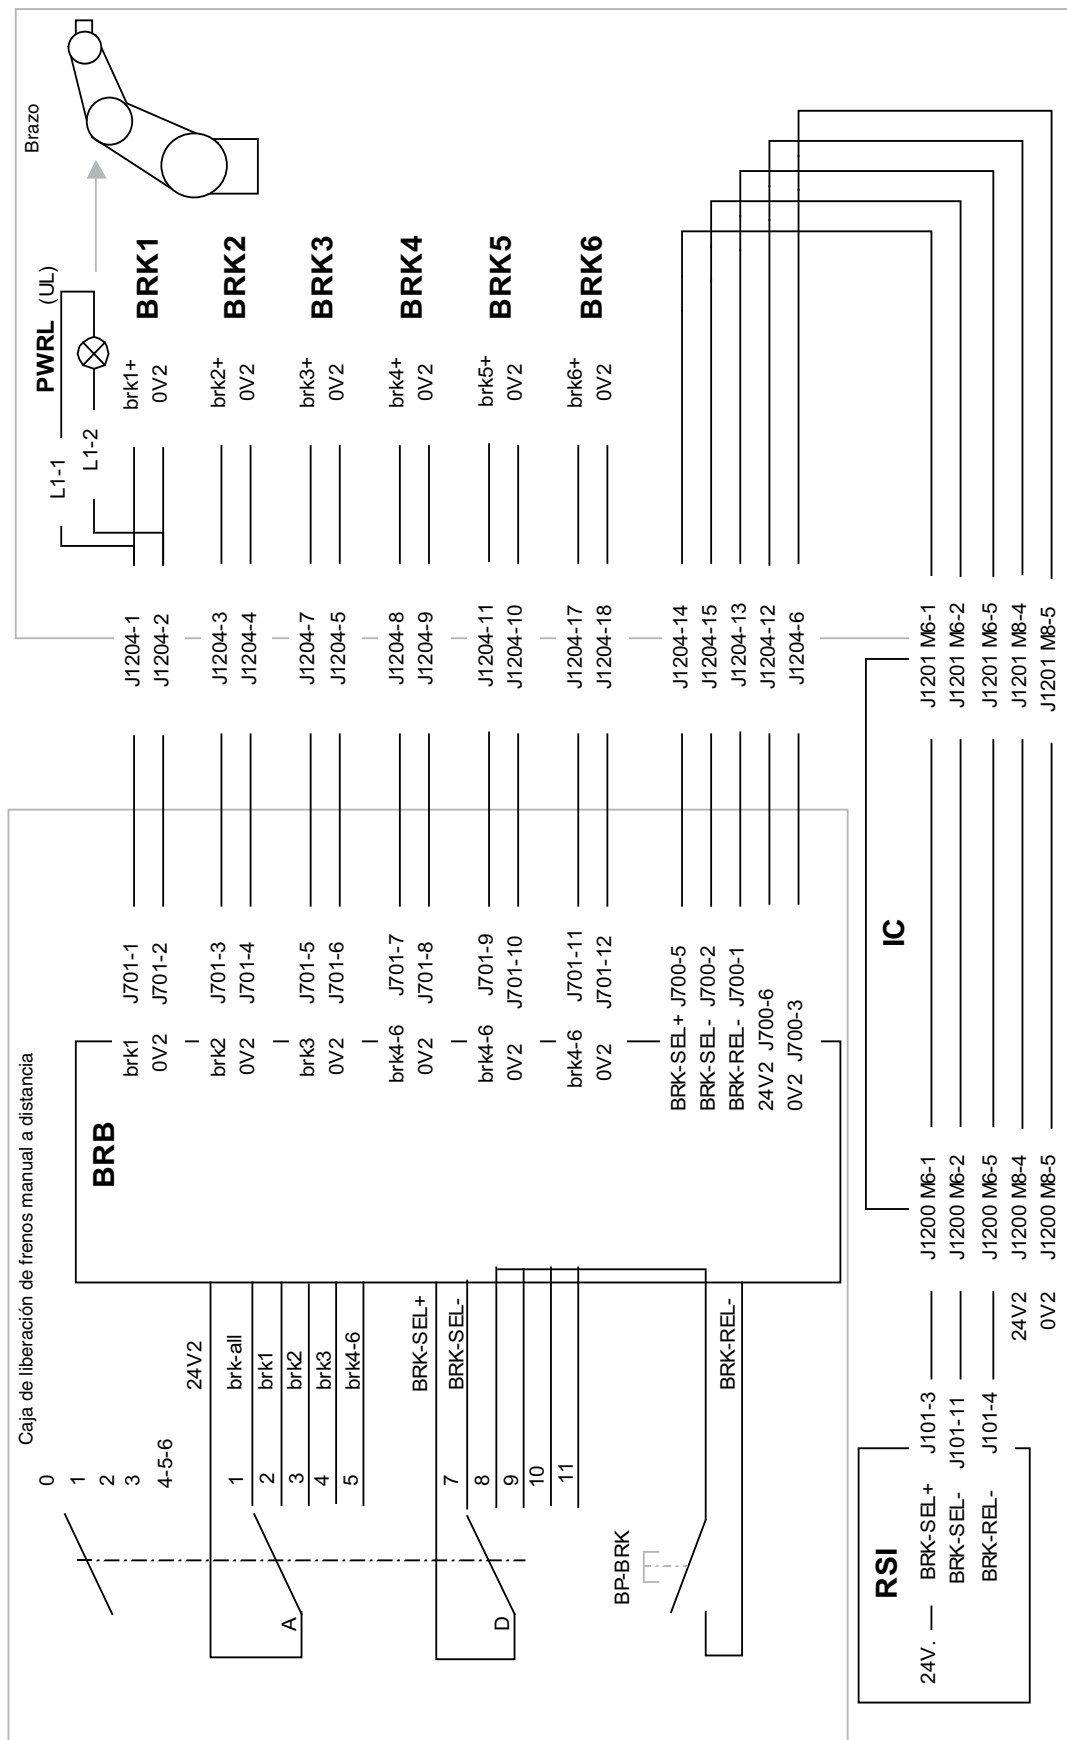 Caja de liberación de frenos manual a distancia
0
1
2
3
4-5-6
A
1
2
3
4
5
24V2
brk-all
brk1
brk2
brk3
brk4-6
D
7
8
9
10
11
BRK-SEL+
BRK-SEL-
BP-BRK
BRK-REL-
BRB
brk1 J701-1
0V2 J701-2
brk2 J701-3
0V2 J701-4
brk3 J701-5
0V2 J701-6
brk4-6 J701-7
0V2 J701-8
brk4-6 J701-9
0V2 J701-10
brk4-6 J701-11
0V2 J701-12
BRK-SEL+ J700-5
BRK-SEL- J700-2
BRK-REL- J700-1
24V2 J700-6
0V2 J700-3
J1204-1
J1204-2
J1204-3
J1204-4
J1204-7
J1204-5
J1204-8
J1204-9
J1204-11
J1204-10
J1204-17
J1204-18
J1204-14
J1204-15
J1204-13
J1204-12
J1204-6
Brazo
PWRL (UL)
L1-1
L1-2
brk1+
0V2
BRK1
brk2+
0V2
BRK2
brk3+
0V2
BRK3
brk4+
0V2
BRK4
brk5+
0V2
BRK5
brk6+
0V2
BRK6
RSI
24V.
BRK-SEL+ J101-3
BRK-SEL- J101-11
BRK-REL- J101-4
24V2
0V2
IC
J1200 M6-1
J1200 M6-2
J1200 M6-5
J1200 M8-4
J1200 M8-5
J1201 M6-1
J1201 M6-2
J1201 M6-5
J1201 M8-4
J1201 M8-5